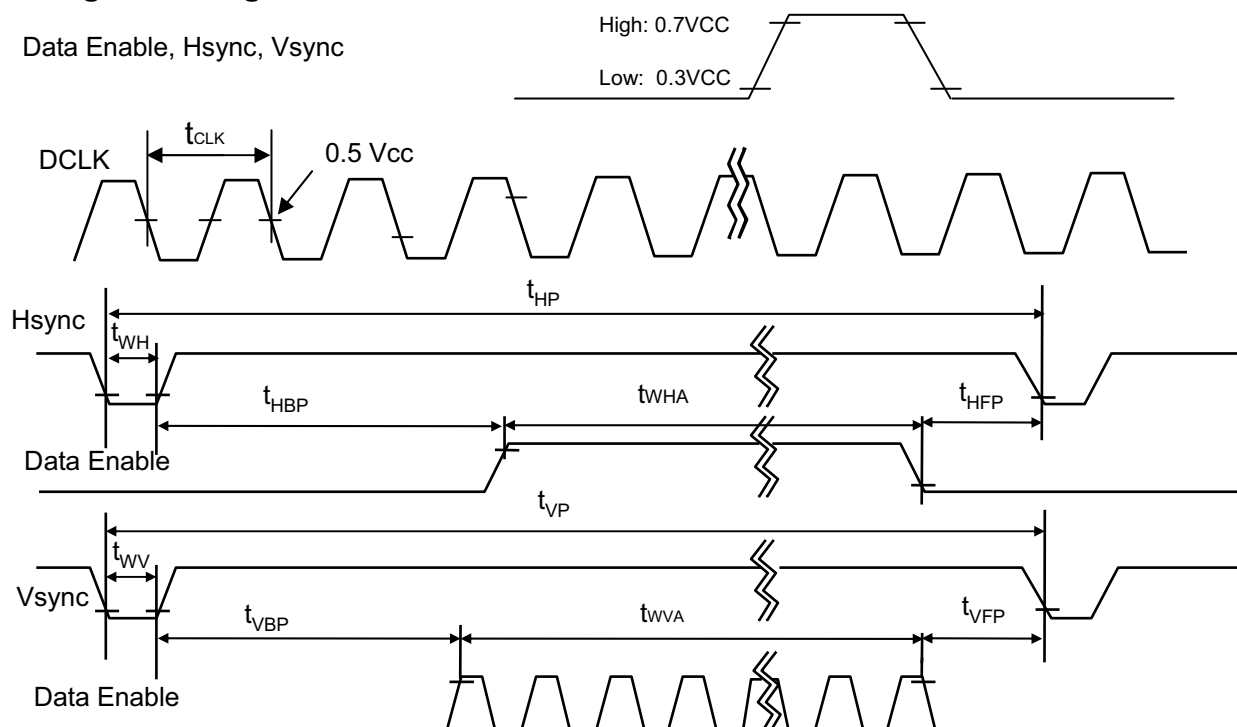 High: 0.7VCC
Data Enable, Hsync, Vsync
Low: 0.3VCC
tCLK
DCLK
0.5 Vcc
tHP
Hsync
tWH
tHBP
tWHA
tHFP
Data Enable
tVP
tWV
Vsync
tVBP
tWVA
tVFP
Data Enable